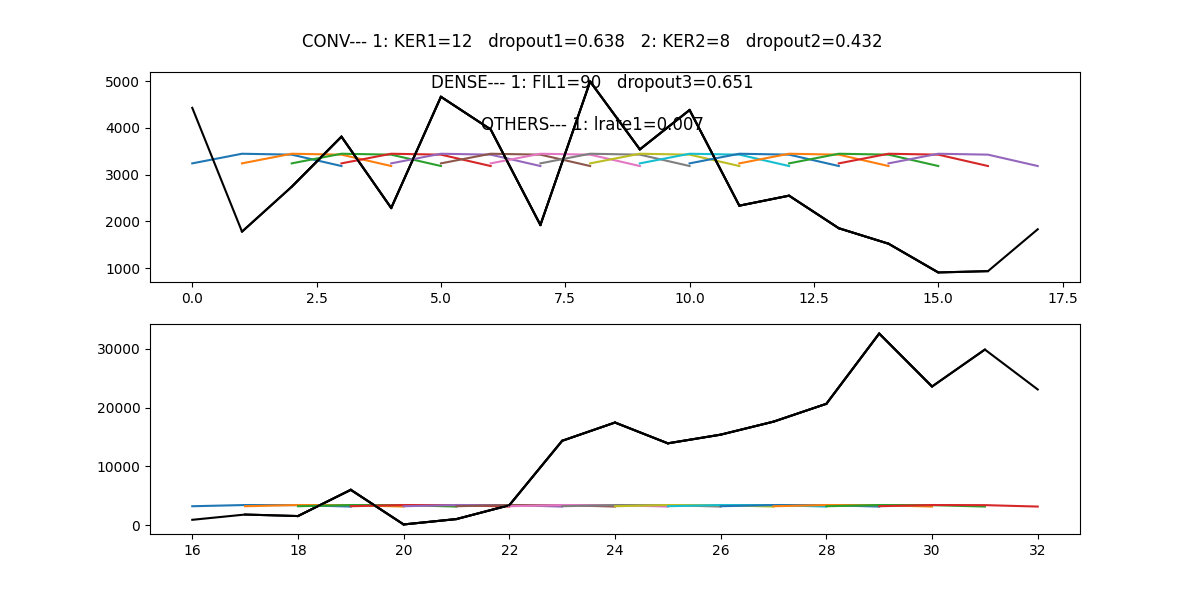 CONV--- 1: KER1=12 dropout1=0.638 2: KER2=8 dropout2=0.432
DENSE--- 1: FIL1=90 dropout3=0.651
OTHERS--- 1: lrate1=0.007
5000
4000
3000
2000
1000
0.0 2.5 5.0 7.5 10.0 12.5 15.0 17.5
30000
20000
10000
0
16 18 20 22 24 26 28 30 32